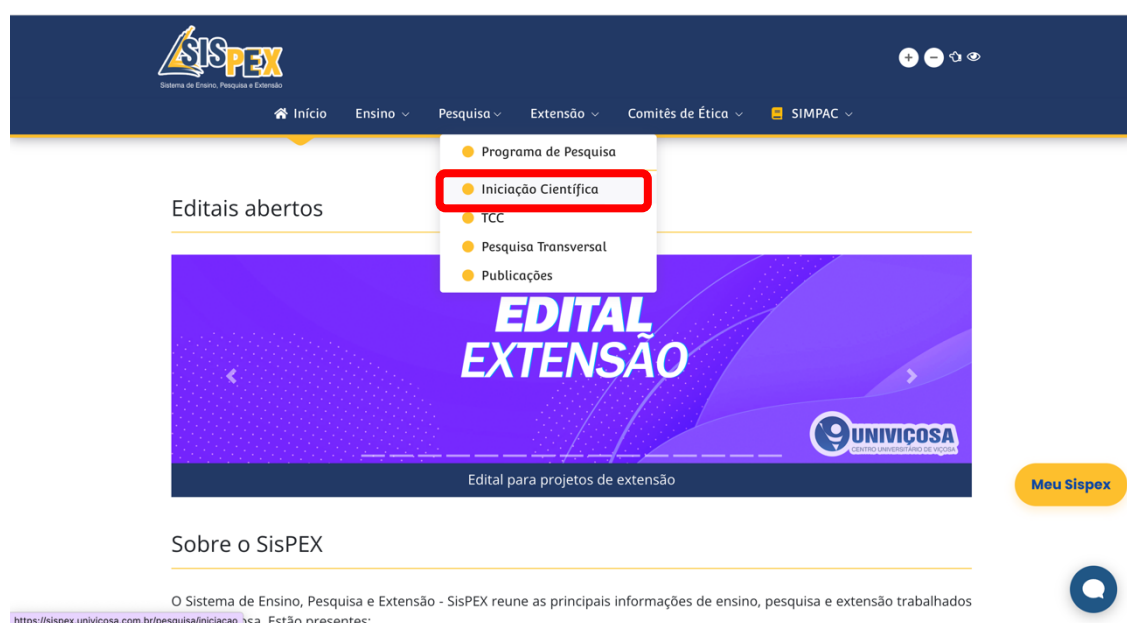 SISPEX
Sistema de Ensino, Pesquisa e Extensão
Início Ensino Pesquisa Extensão Comitês de Ética SIMPAC
Programa de Pesquisa
Iniciação Científica
TCC
Pesquisa Transversal
Publicações
Editais abertos
EDITAL
EXTENSÃO
UNIVIÇOSA
CENTRO UNIVERSITÁRIO DE VIÇOSA
Edital para projetos de extensão
Meu Sispex
Sobre o SisPEX
O Sistema de Ensino, Pesquisa e Extensão - SisPEX reune as principais informações de ensino, pesquisa e extensão trabalhados
https://sispex.univicosa.com.br/pesquisa/iniciacao
Estão presentes: